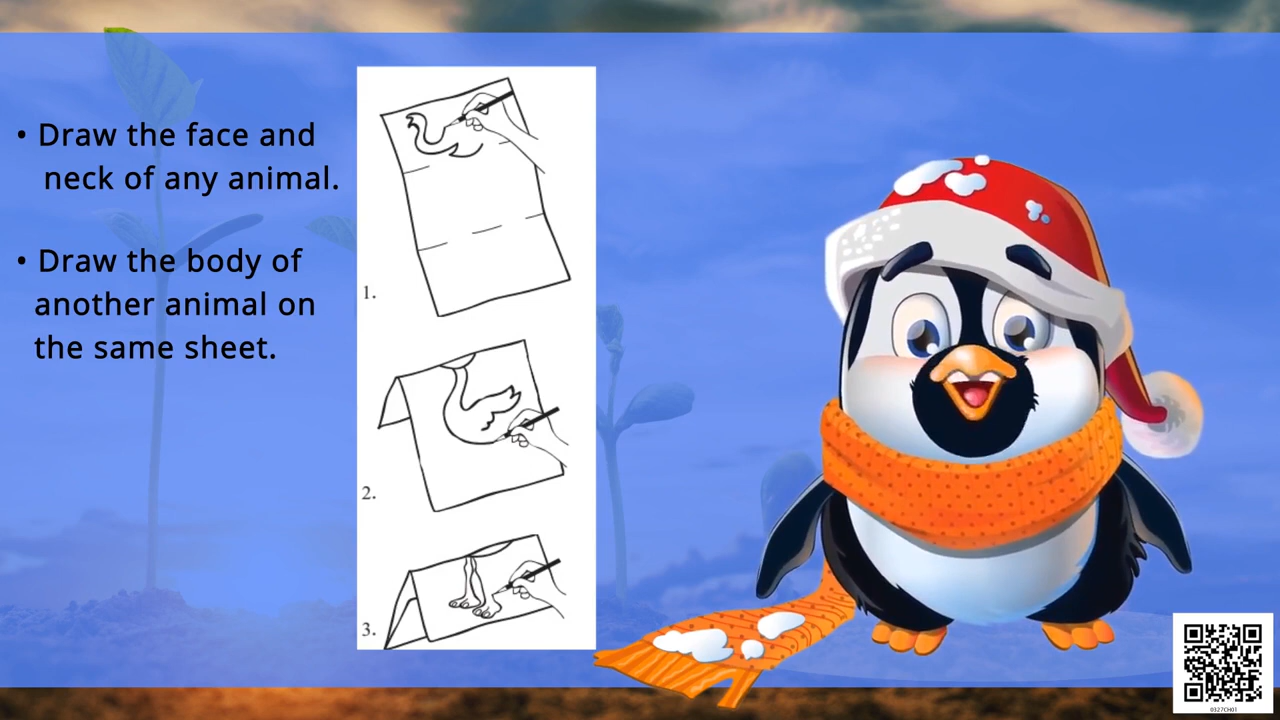 • Draw the face and
neck of any animal.
• Draw the body of
another animal on
the same sheet.
1.
2.
3.
0327CH01